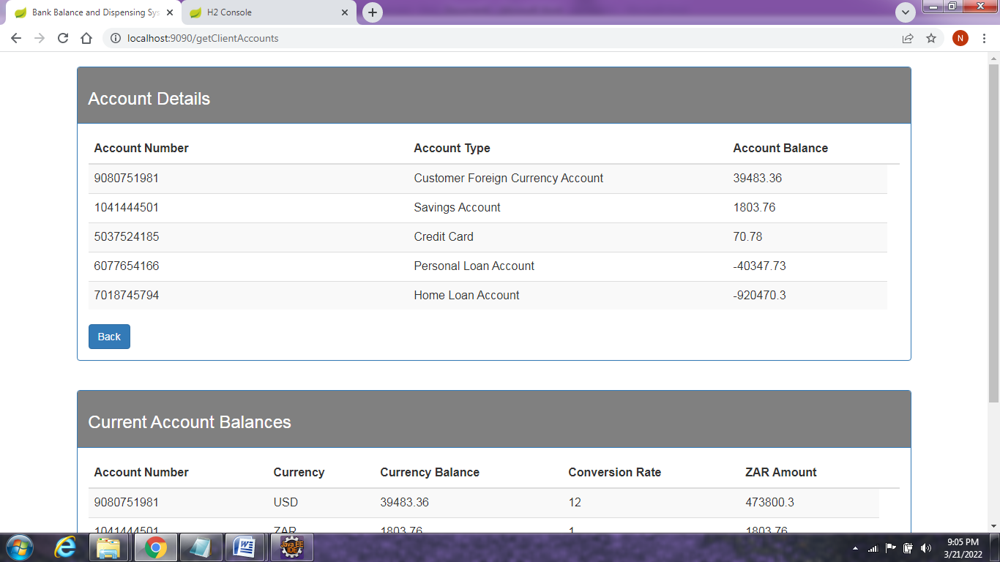 Bank Balance and Dispensing Sys
H2 Console
localhost:9090/getClientAccounts
N
Account Details
Account Number Account Type Account Balance
9080751981 Customer Foreign Currency Account 39483.36
1041444501 Savings Account 1803.76
5037524185 Credit Card 70.78
6077654166 Personal Loan Account -40347.73
7018745794 Home Loan Account -920470.3
Back
Current Account Balances
Account Number Currency Currency Balance Conversion Rate ZAR Amount
9080751981 USD 39483.36 12 473800.3
1041444501 ZAR 1803.76 1 1803.76
Java EE
IDE
9:05 PM
3/21/2022